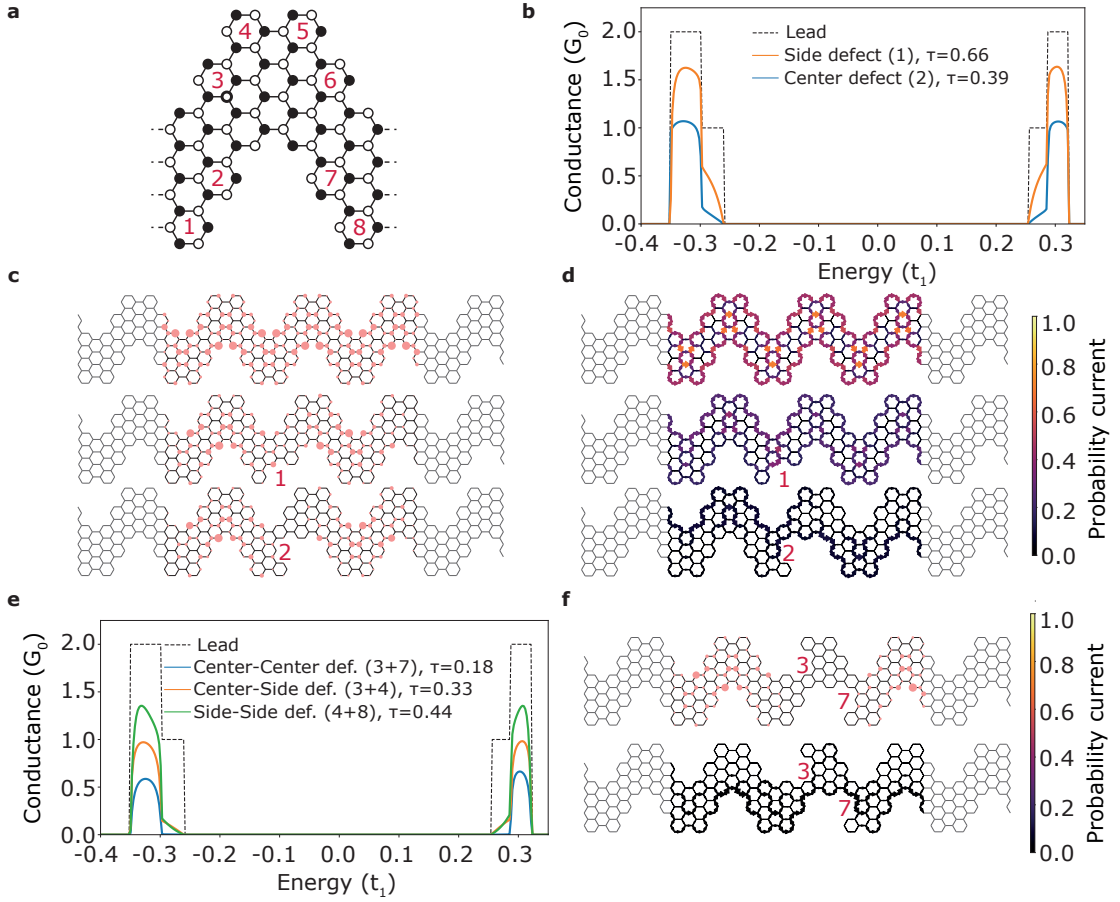 a
4 5
3 6
2 7
1 8
b
Conductance (G₀)
2.0
1.5
1.0
0.5
0.0
Lead
Side defect (1), τ=0.66
Center defect (2), τ=0.39
-0.4 -0.3 -0.2 -0.1 0.0 0.1 0.2 0.3
Energy (t₁)
c
1
2
d
1
2
1.0
0.8
0.6
0.4
0.2
0.0
Probability current
e
Conductance (G₀)
2.0
1.5
1.0
0.5
0.0
Lead
Center-Center def. (3+7), τ=0.18
Center-Side def. (3+4), τ=0.33
Side-Side def. (4+8), τ=0.44
-0.4 -0.3 -0.2 -0.1 0.0 0.1 0.2 0.3
Energy (t₁)
f
3
7
3
7
1.0
0.8
0.6
0.4
0.2
0.0
Probability current